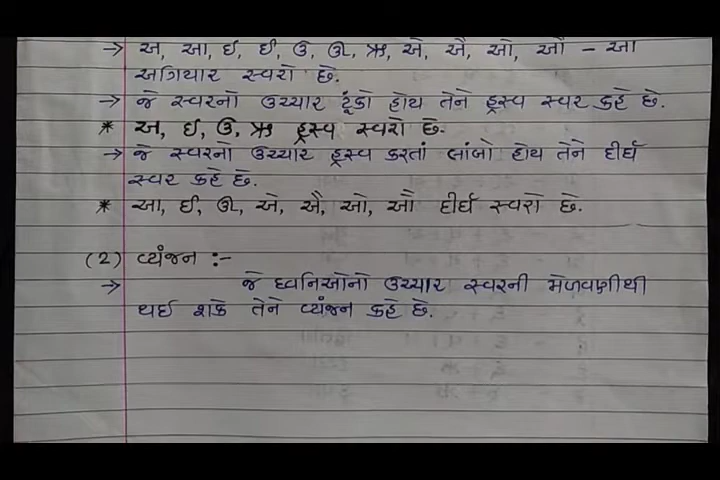 → અ, આ, ઇ, ઈ, ઉ, ઊ, ઋ, એ, ઐ, ઓ, ઔ - આ
અગિયાર સ્વરો છે.
→ જે સ્વરનો ઉચ્ચાર ટૂંકો હોય તેને હ્રસ્વ સ્વર કહે છે.
* અ, ઇ, ઉ, ઋ હ્રસ્વ સ્વરો છે.
→ જે સ્વરનો ઉચ્ચાર હ્રસ્વ કરતાં લાંબો હોય તેને દીર્ઘ
સ્વર કહે છે.
* આ, ઈ, ઊ, એ, ઐ, ઓ, ઔ દીર્ઘ સ્વરો છે.
(2) વ્યંજન :-
→ જે ધ્વનિઓનો ઉચ્ચાર સ્વરની મેળવણીથી
થઈ શકે તેને વ્યંજન કહે છે.